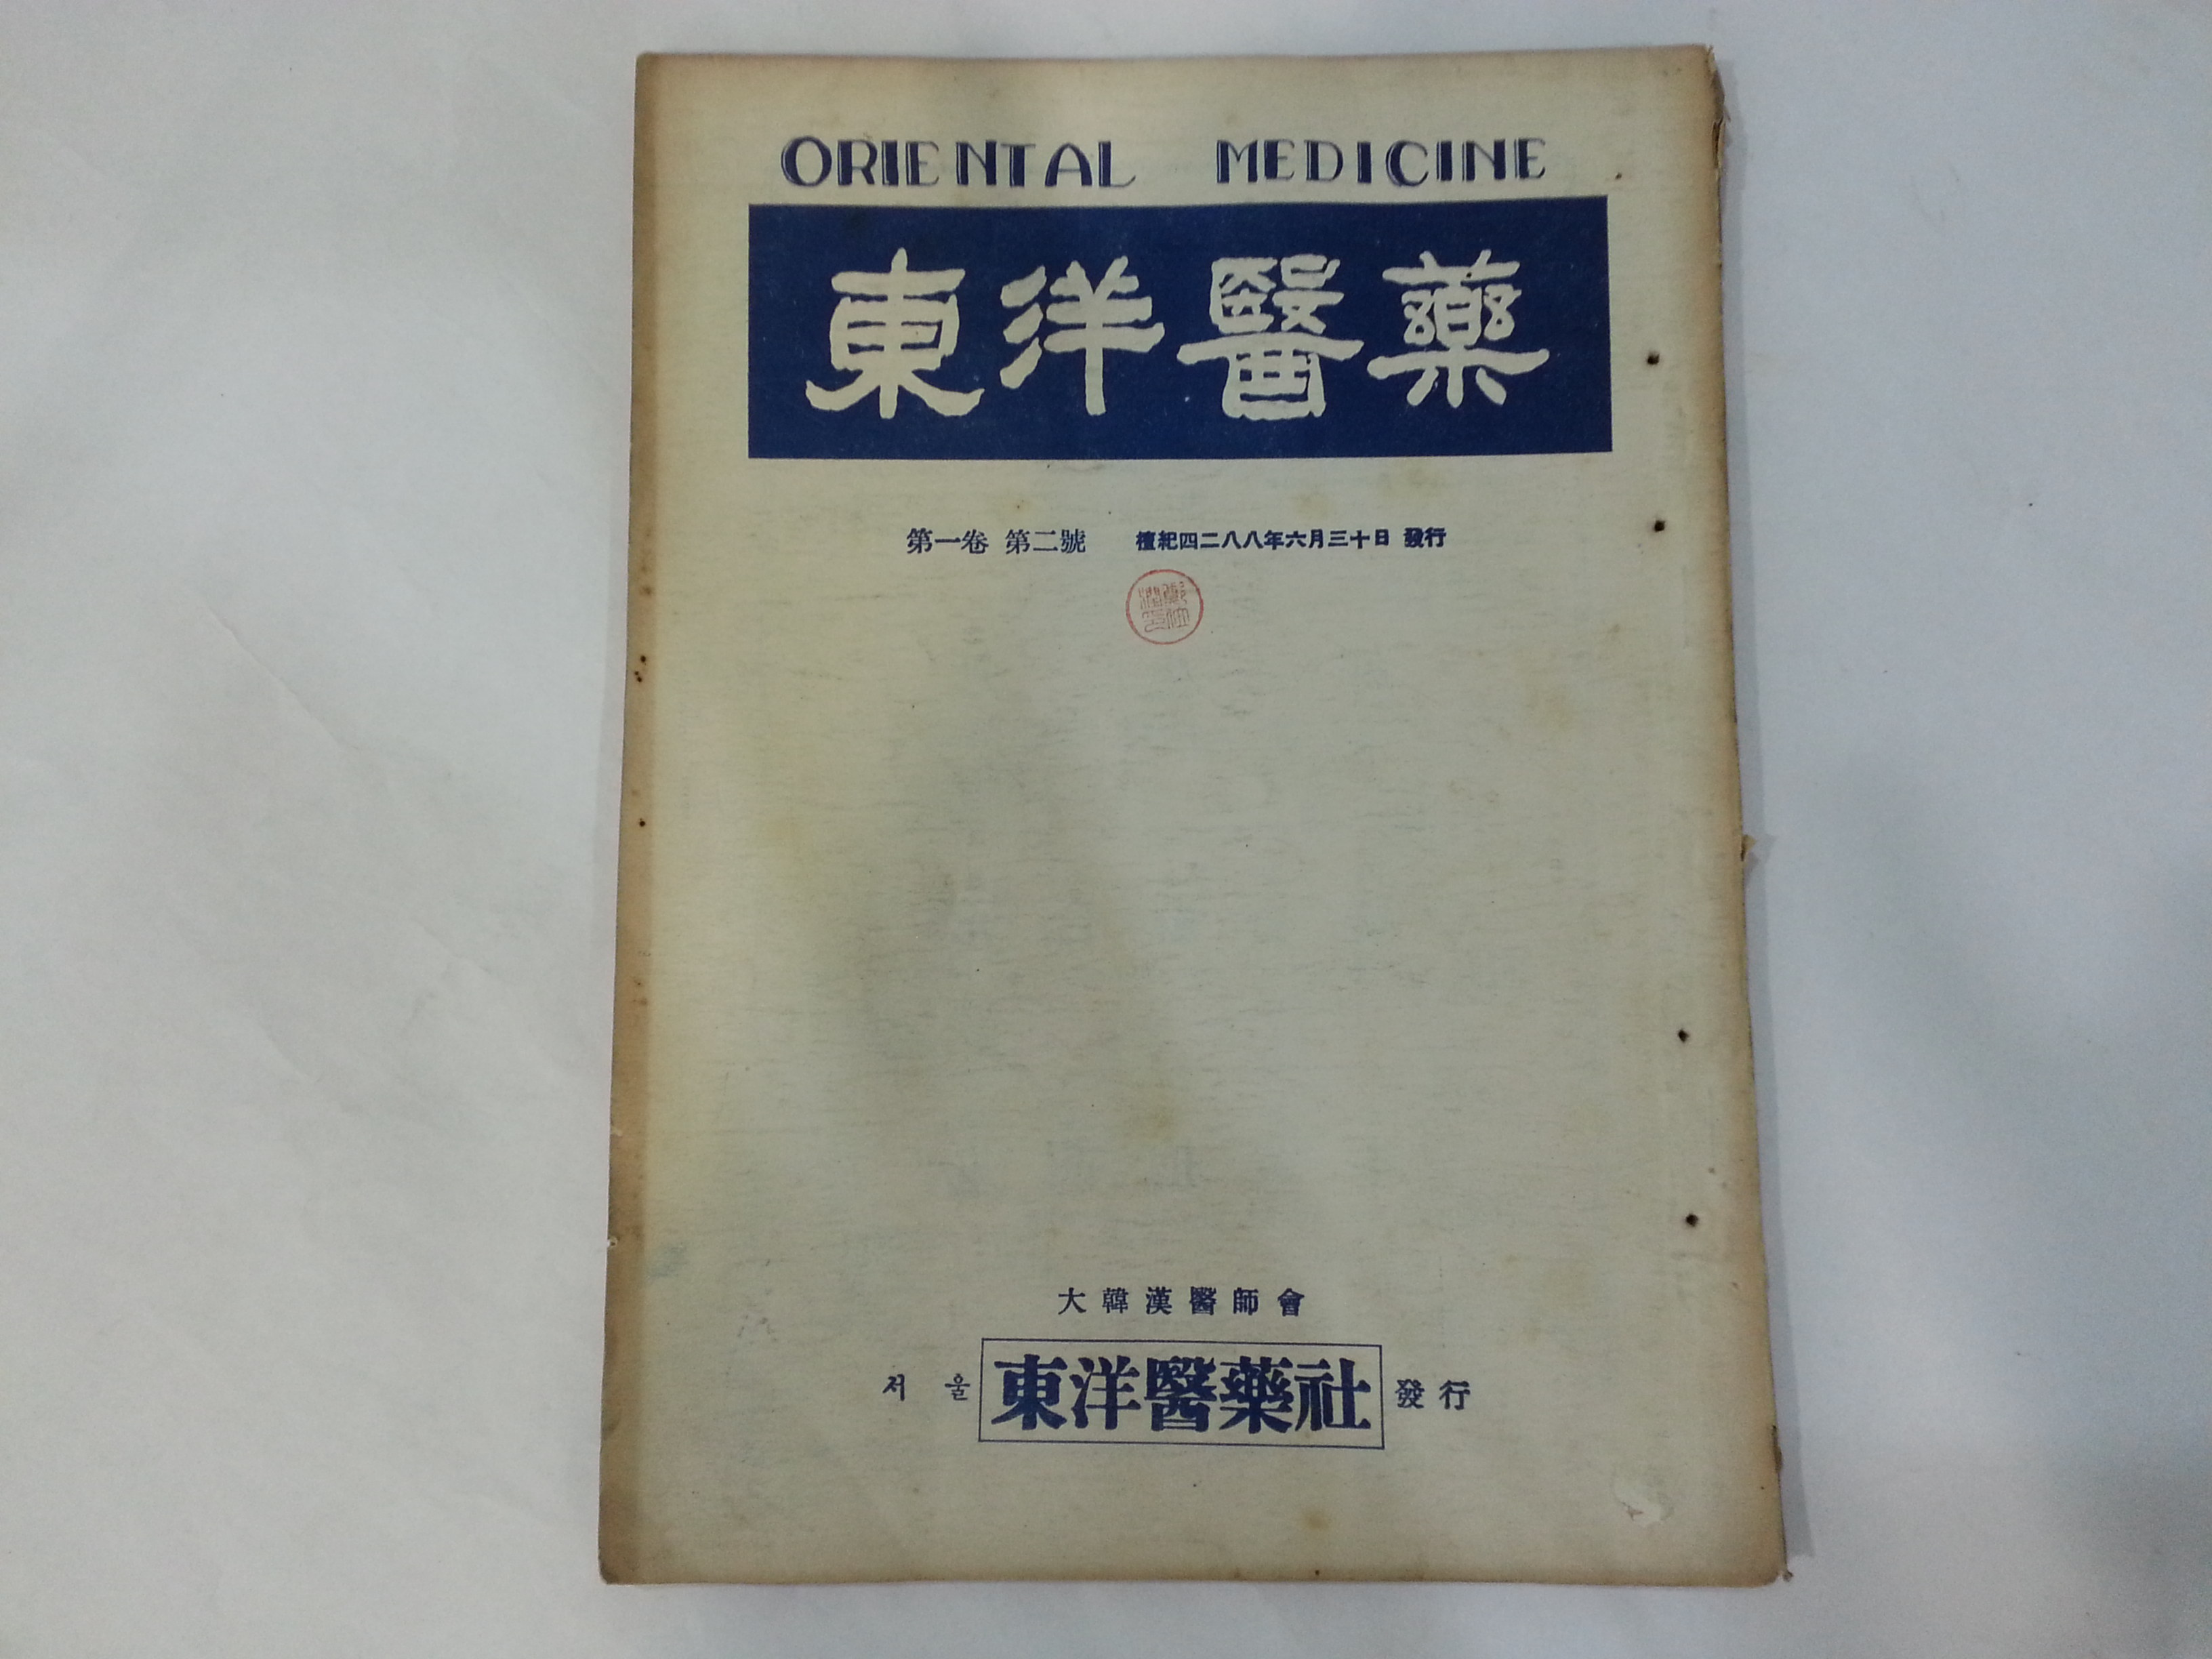 ORIENTAL MEDICINE
東洋醫藥
第一卷 第二號 檀紀四二八八年六月三十日 發行
大韓漢醫師會
서울 東洋醫藥社 發行